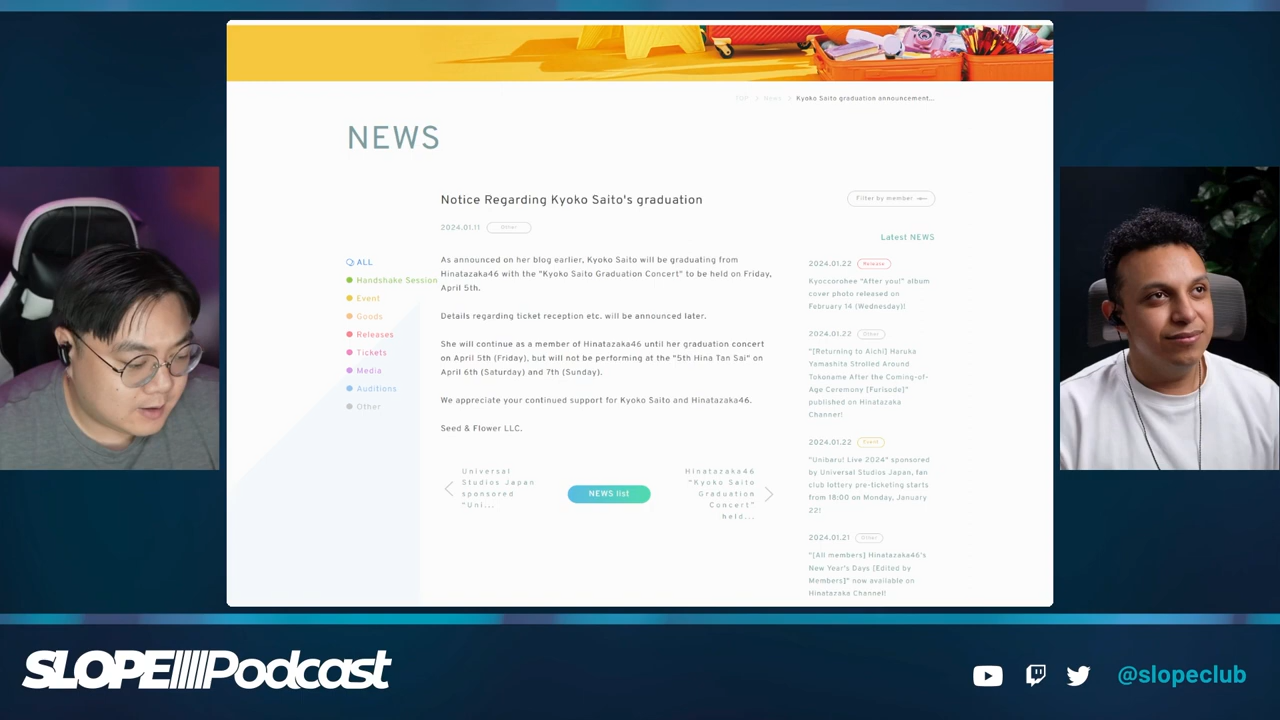 TOP > News > Kyoko Saito graduation announcement...
NEWS
ALL
Handshake Session
Event
Goods
Releases
Tickets
Media
Auditions
Other
Notice Regarding Kyoko Saito's graduation
2024.01.11 Other
As announced on her blog earlier, Kyoko Saito will be graduating from
Hinatazaka46 with the "Kyoko Saito Graduation Concert" to be held on Friday,
April 5th.
Details regarding ticket reception etc. will be announced later.
She will continue as a member of Hinatazaka46 until her graduation concert
on April 5th (Friday), but will not be performing at the "5th Hina Tan Sai" on
April 6th (Saturday) and 7th (Sunday).
We appreciate your continued support for Kyoko Saito and Hinatazaka46.
Seed & Flower LLC.
Universal
Studios Japan
sponsored
"Uni...
NEWS list
Hinatazaka46
"Kyoko Saito
Graduation
Concert"
held...
Filter by member
Latest NEWS
2024.01.22 Release
Kyoccorohee "After you!" album
cover photo released on
February 14 (Wednesday)!
2024.01.22 Other
"[Returning to Aichi] Haruka
Yamashita Strolled Around
Tokoname After the Coming-of-
Age Ceremony [Furisode]"
published on Hinatazaka
Channel!
2024.01.22 Event
"Unibaru! Live 2024" sponsored
by Universal Studios Japan, fan
club lottery pre-ticketing starts
from 18:00 on Monday, January
22!
2024.01.21 Other
"[All members] Hinatazaka46's
New Year's Days [Edited by
Members]" now available on
Hinatazaka Channel!
SLOPE Podcast
@slopeclub